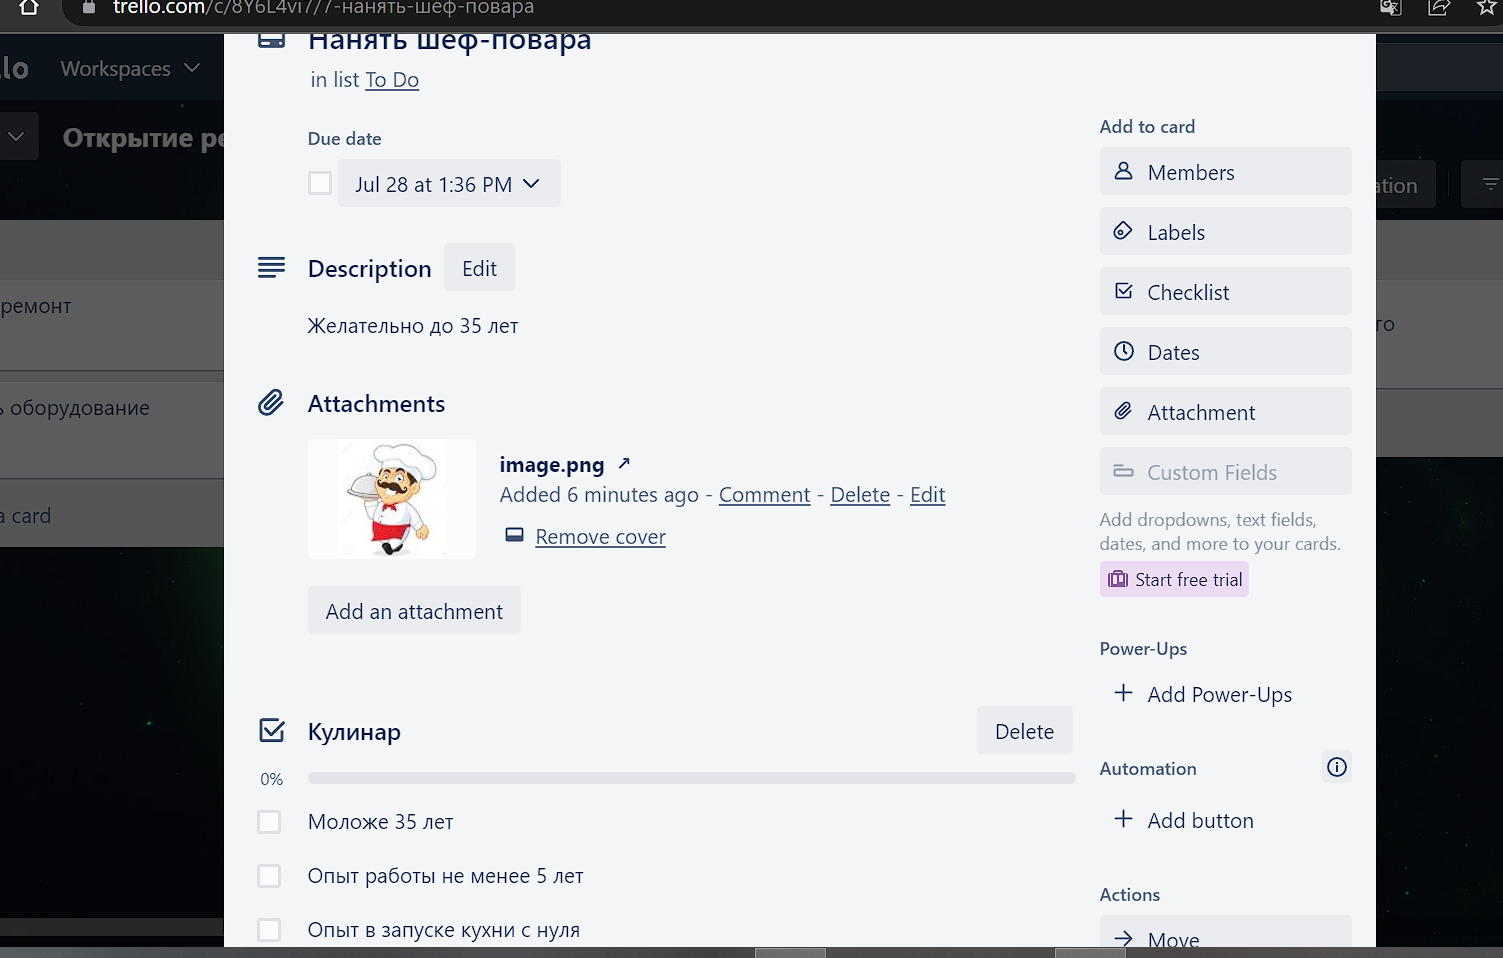 trello.com/c/8Y6L4vi7/7-нанять-шеф-повара
Workspaces
Открытие
ремонт
оборудование
card
Нанять шеф-повара
in list To Do
Due date
Jul 28 at 1:36 PM
Description Edit
Желательно до 35 лет
Attachments
image.png ↗
Added 6 minutes ago - Comment - Delete - Edit
Remove cover
Add an attachment
Кулинар Delete
0%
Моложе 35 лет
Опыт работы не менее 5 лет
Опыт в запуске кухни с нуля
Add to card
Members
Labels
Checklist
Dates
Attachment
Custom Fields
Add dropdowns, text fields,
dates, and more to your cards.
Start free trial
Power-Ups
+ Add Power-Ups
Automation
+ Add button
Actions
→ Move